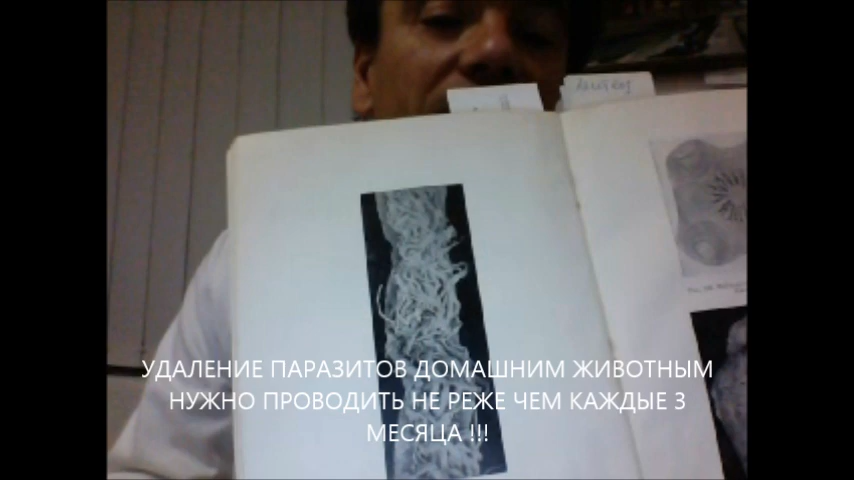 УДАЛЕНИЕ ПАРАЗИТОВ ДОМАШНИМ ЖИВОТНЫМ
НУЖНО ПРОВОДИТЬ НЕ РЕЖЕ ЧЕМ КАЖДЫЕ 3
МЕСЯЦА !!!